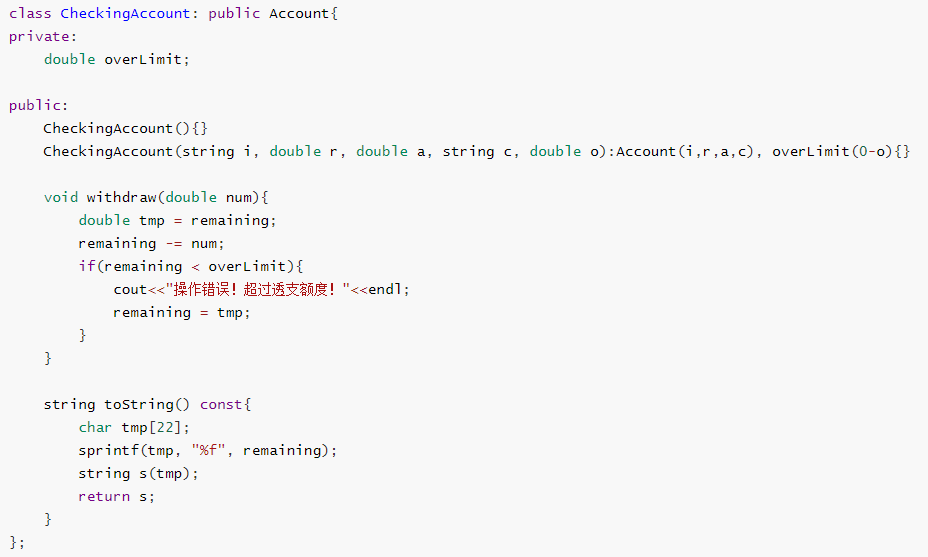 class CheckingAccount: public Account{
private:
    double overLimit;

public:
    CheckingAccount(){}
    CheckingAccount(string i, double r, double a, string c, double o):Account(i,r,a,c), overLimit(0-o){}

    void withdraw(double num){
        double tmp = remaining;
        remaining -= num;
        if(remaining < overLimit){
            cout<<"操作错误！超过透支额度！"<<endl;
            remaining = tmp;
        }
    }

    string toString() const{
        char tmp[22];
        sprintf(tmp, "%f", remaining);
        string s(tmp);
        return s;
    }
};